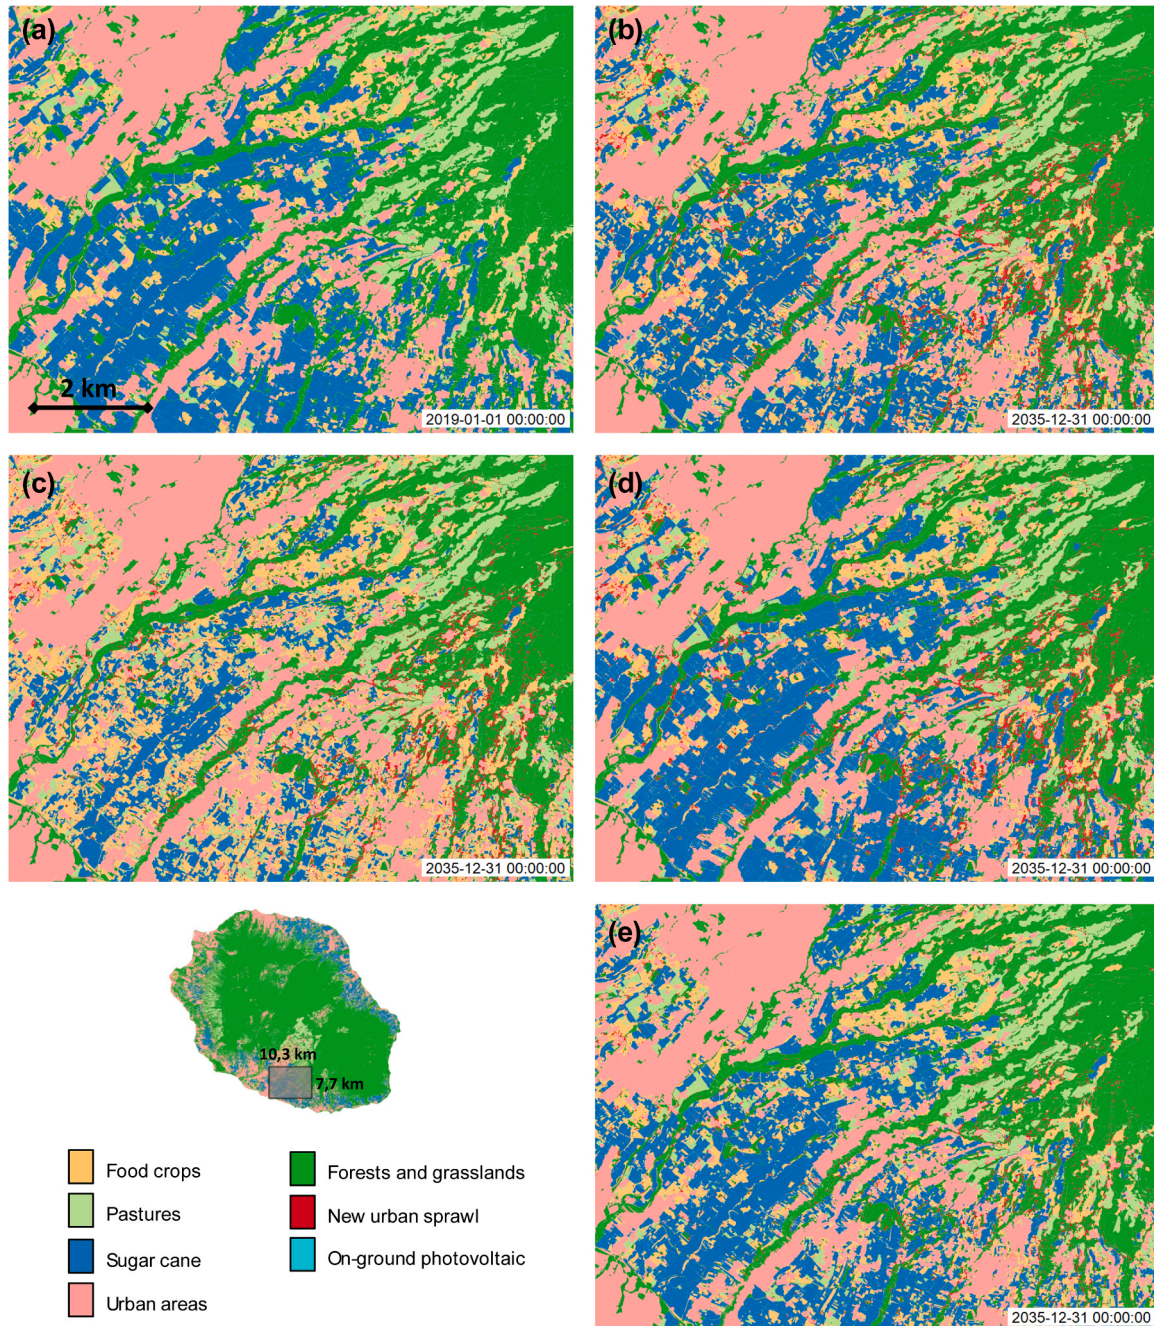 (a)
2 km
2019-01-01 00:00:00
(b)
2035-12-31 00:00:00
(c)
2035-12-31 00:00:00
(d)
2035-12-31 00:00:00
10,3 km
7,7 km
Food crops
Pastures
Sugar cane
Urban areas
Forests and grasslands
New urban sprawl
On-ground photovoltaic
(e)
2035-12-31 00:00:00